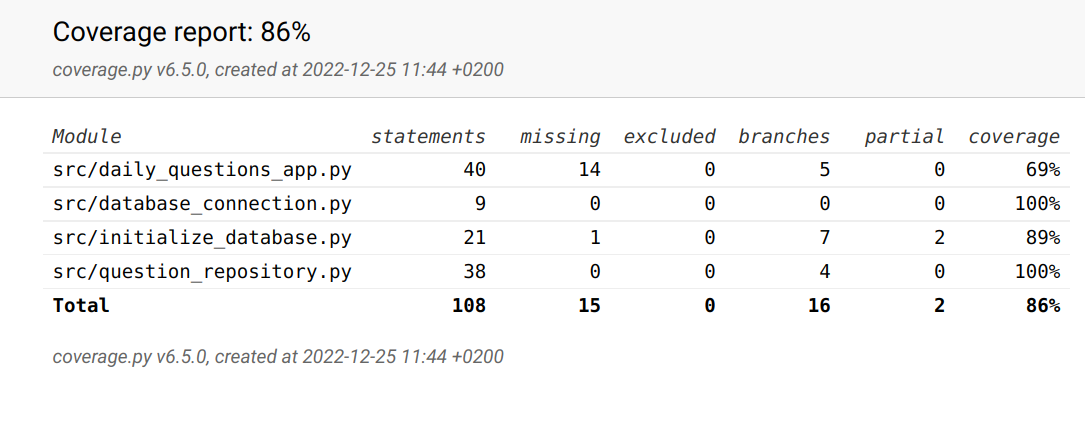 Coverage report: 86%
coverage.py v6.5.0, created at 2022-12-25 11:44 +0200
Module statements missing excluded branches partial coverage
src/daily_questions_app.py 40 14 0 5 0 69%
src/database_connection.py 9 0 0 0 0 100%
src/initialize_database.py 21 1 0 7 2 89%
src/question_repository.py 38 0 0 4 0 100%
Total 108 15 0 16 2 86%
coverage.py v6.5.0, created at 2022-12-25 11:44 +0200